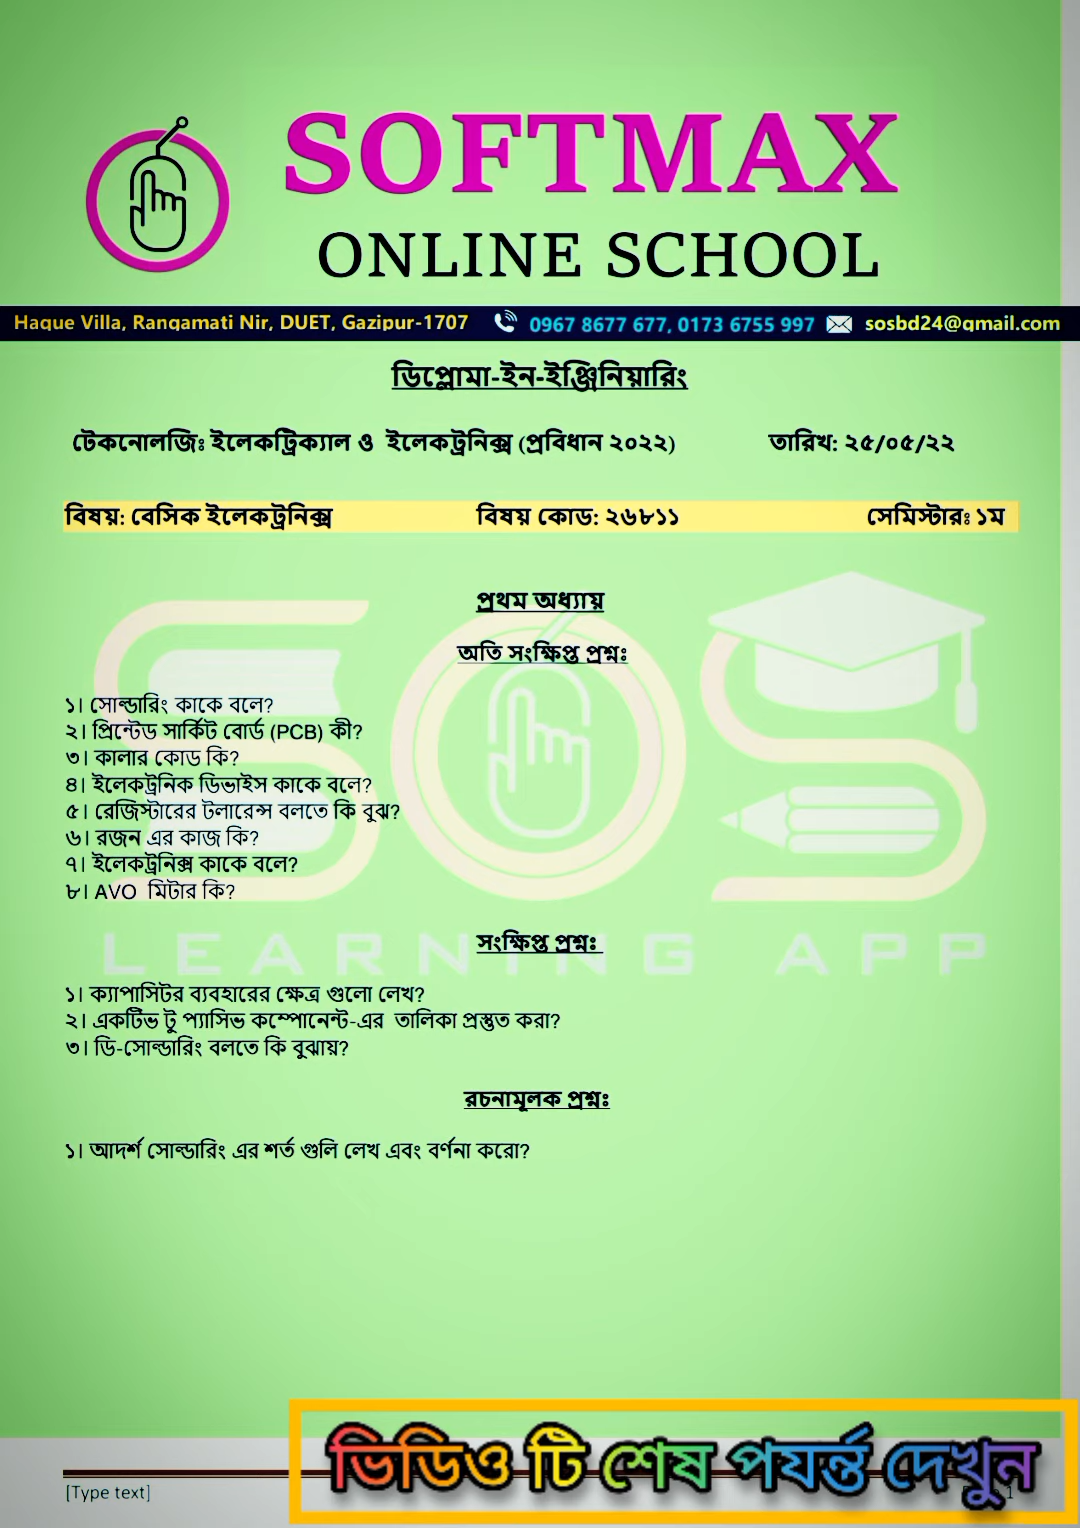 SOFTMAX
ONLINE SCHOOL
Haque Villa, Rangamati Nir, DUET, Gazipur-1707 0967 8677 677, 0173 6755 997 sosbd24@gmail.com
ডিপ্লোমা-ইন-ইঞ্জিনিয়ারিং
টেকনোলজিঃ ইলেকট্রিক্যাল ও ইলেকট্রনিক্স (প্রবিধান ২০২২) তারিখ: ২৫/০৫/২২
বিষয়: বেসিক ইলেকট্রনিক্স বিষয় কোড: ২৬৮১১ সেমিস্টারঃ ১ম
প্রথম অধ্যায়
অতি সংক্ষিপ্ত প্রশ্নঃ
১। সোল্ডারিং কাকে বলে?
২। প্রিন্টেড সার্কিট বোর্ড (PCB) কী?
৩। কালার কোড কি?
৪। ইলেকট্রনিক ডিভাইস কাকে বলে?
৫। রেজিস্টারের টলারেন্স বলতে কি বুঝ?
৬। রজন এর কাজ কি?
৭। ইলেকট্রনিক্স কাকে বলে?
৮। AVO মিটার কি?
SOS
LEARNING APP
সংক্ষিপ্ত প্রশ্নঃ
১। ক্যাপাসিটর ব্যবহারের ক্ষেত্র গুলো লেখ?
২। একটিভ টু প্যাসিভ কম্পোনেন্ট-এর তালিকা প্রস্তুত করা?
৩। ডি-সোল্ডারিং বলতে কি বুঝায়?
রচনামূলক প্রশ্নঃ
১। আদর্শ সোল্ডারিং এর শর্ত গুলি লেখ এবং বর্ণনা করো?
ভিডিও টি শেষ পযর্ন্ত দেখুন
[Type text] 1